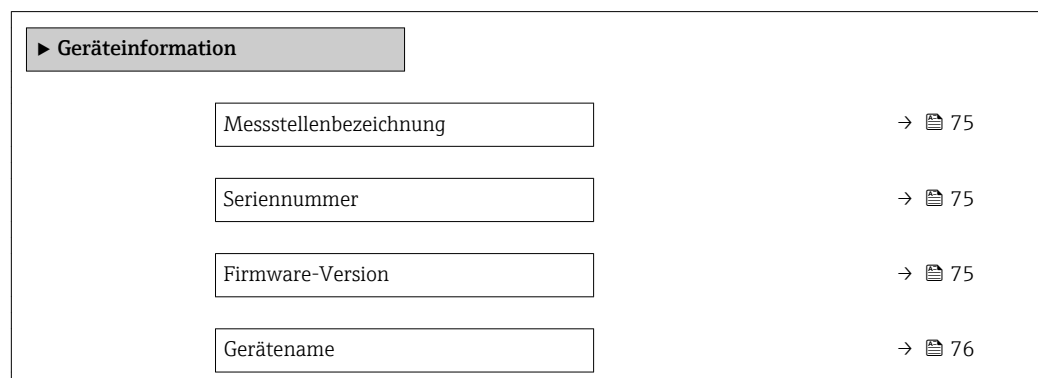 ▶ Geräteinformation
Messstellenbezeichnung → 75
Seriennummer → 75
Firmware-Version → 75
Gerätename → 76